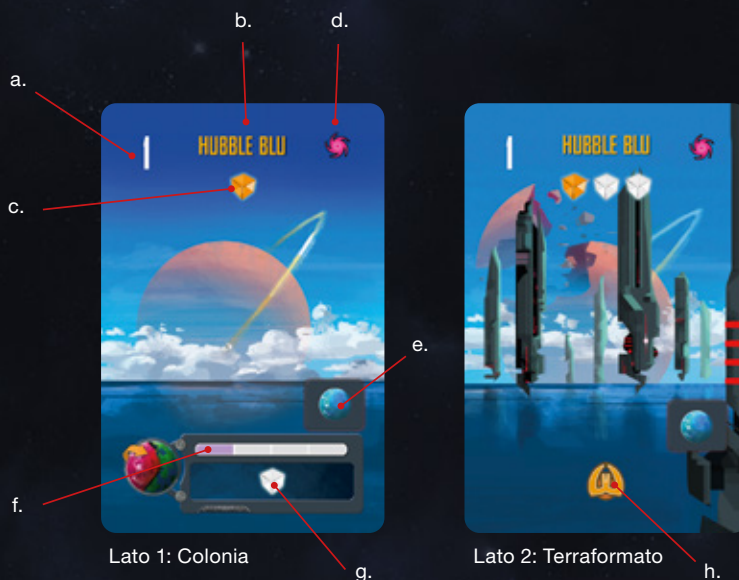 b.
d.
a.
1
HUBBLE BLU
1
HUBBLE BLU
c.
e.
f.
Lato 1: Colonia
Lato 2: Terraformato
g.
h.